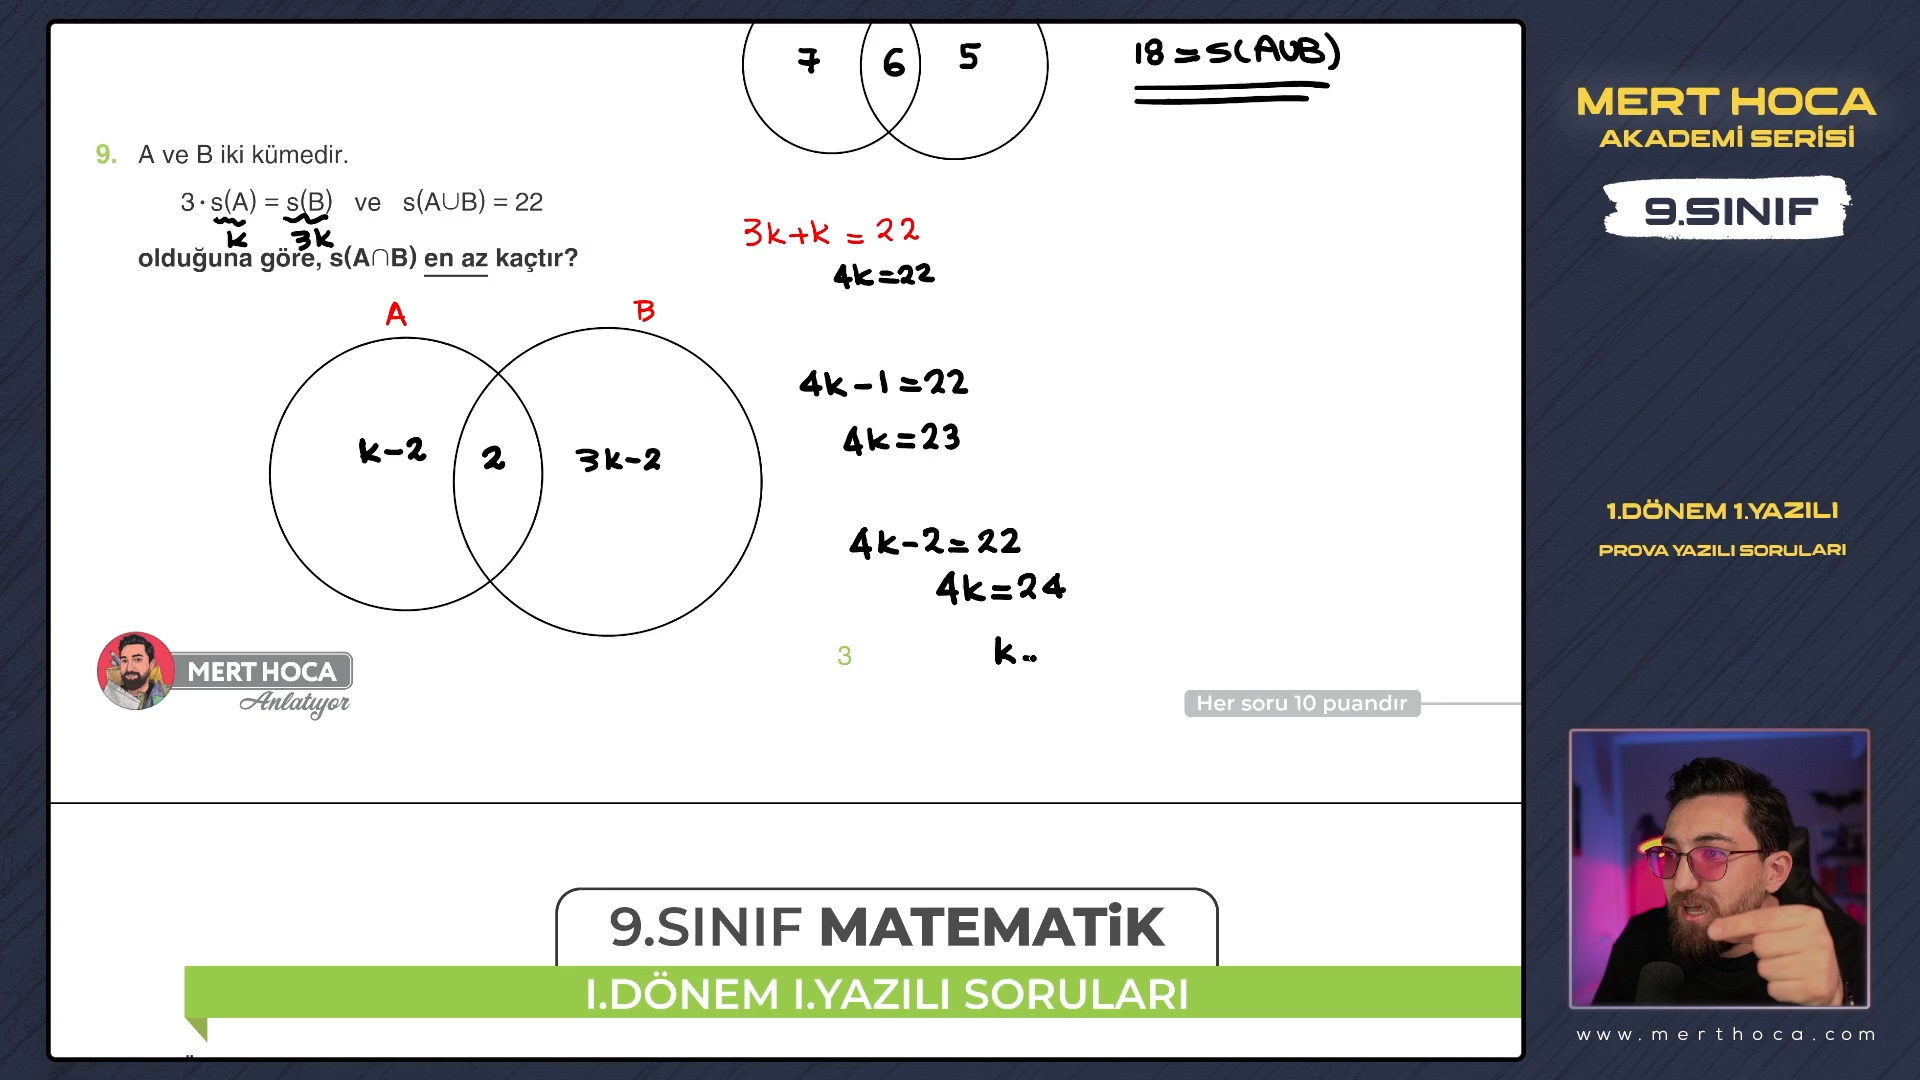 7 6 5
18 = s(A∪B)
9. A ve B iki kümedir.
3 · s(A) = s(B) ve s(A∪B) = 22
k 3k
olduğuna göre, s(A∩B) en az kaçtır?
A B
k-2 2 3k-2
3k+k = 22
4k=22
4k-1=22
4k=23
4k-2=22
4k=24
k
MERT HOCA
Anlatıyor
3
Her soru 10 puandır
9.SINIF MATEMATİK
I.DÖNEM I.YAZILI SORULARI
MERT HOCA
AKADEMİ SERİSİ
9.SINIF
1.DÖNEM 1.YAZILI
PROVA YAZILI SORULARI
www.merthoca.com